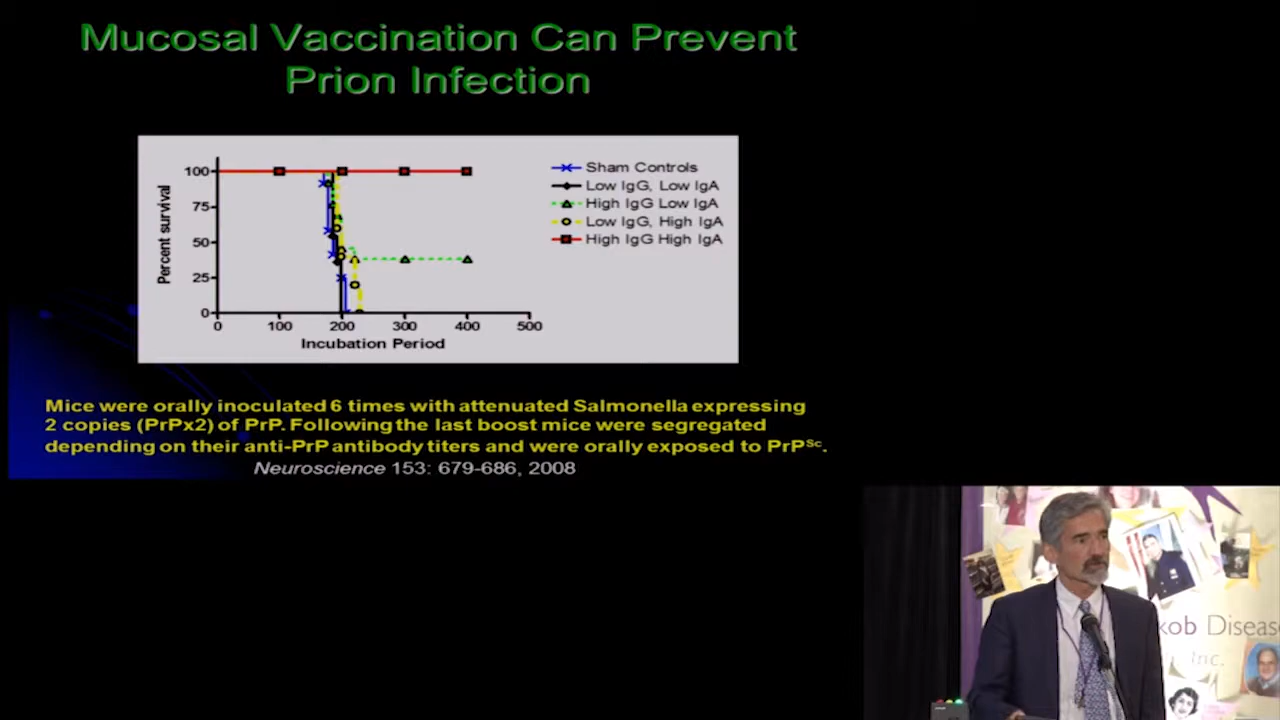 Mucosal Vaccination Can Prevent
Prion Infection
Percent survival
100
75
50
25
0
0 100 200 300 400 500
Incubation Period
Sham Controls
Low IgG, Low IgA
High IgG Low IgA
Low IgG, High IgA
High IgG High IgA
Mice were orally inoculated 6 times with attenuated Salmonella expressing
2 copies (PrPx2) of PrP. Following the last boost mice were segregated
depending on their anti-PrP antibody titers and were orally exposed to PrPSc.
Neuroscience 153: 679-686, 2008
kob Disease
Inc.